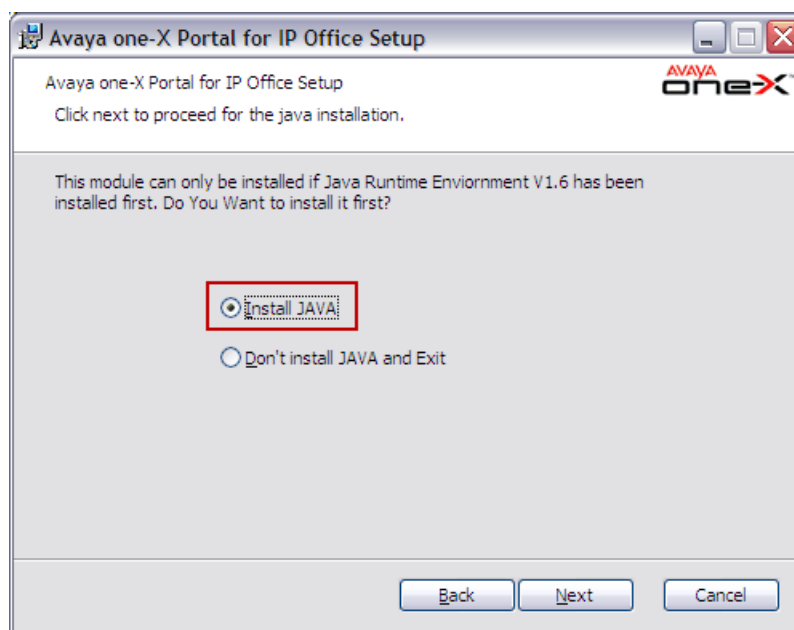 Avaya one-X Portal for IP Office Setup
Avaya one-X Portal for IP Office Setup
AVAYA
one-X
Click next to proceed for the java installation.
This module can only be installed if Java Runtime Enviornment V1.6 has been
installed first. Do You Want to install it first?
Install JAVA
Don't install JAVA and Exit
Back Next Cancel